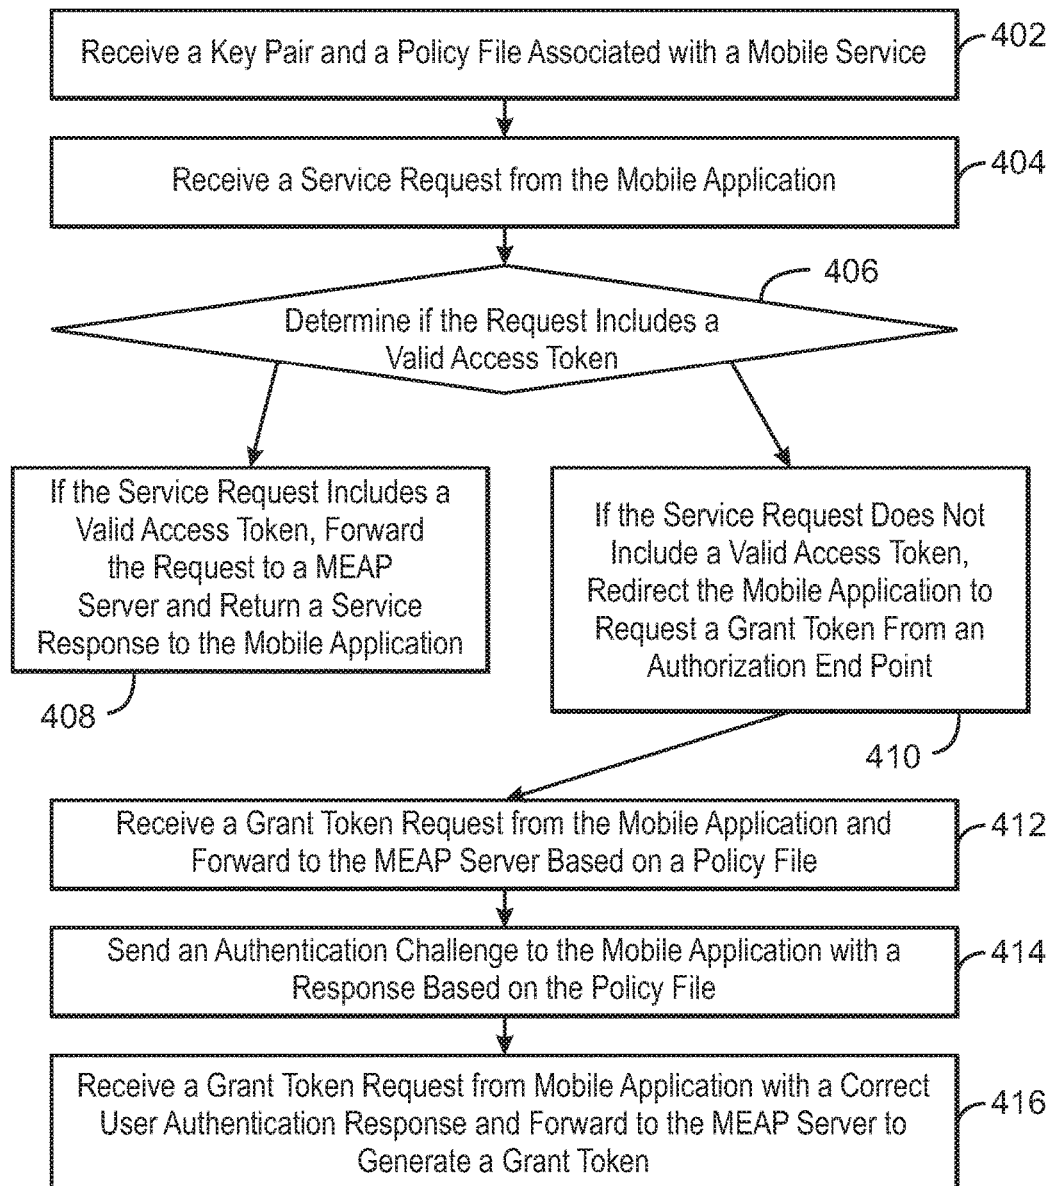 Receive a Key Pair and a Policy File Associated with a Mobile Service
402
Receive a Service Request from the Mobile Application
404
406
Determine if the Request Includes a
Valid Access Token
If the Service Request Includes a
Valid Access Token, Forward
the Request to a MEAP
Server and Return a Service
Response to the Mobile Application
408
If the Service Request Does Not
Include a Valid Access Token,
Redirect the Mobile Application to
Request a Grant Token From an
Authorization End Point
410
Receive a Grant Token Request from the Mobile Application and
Forward to the MEAP Server Based on a Policy File
412
Send an Authentication Challenge to the Mobile Application with a
Response Based on the Policy File
414
Receive a Grant Token Request from Mobile Application with a Correct
User Authentication Response and Forward to the MEAP Server to
Generate a Grant Token
416